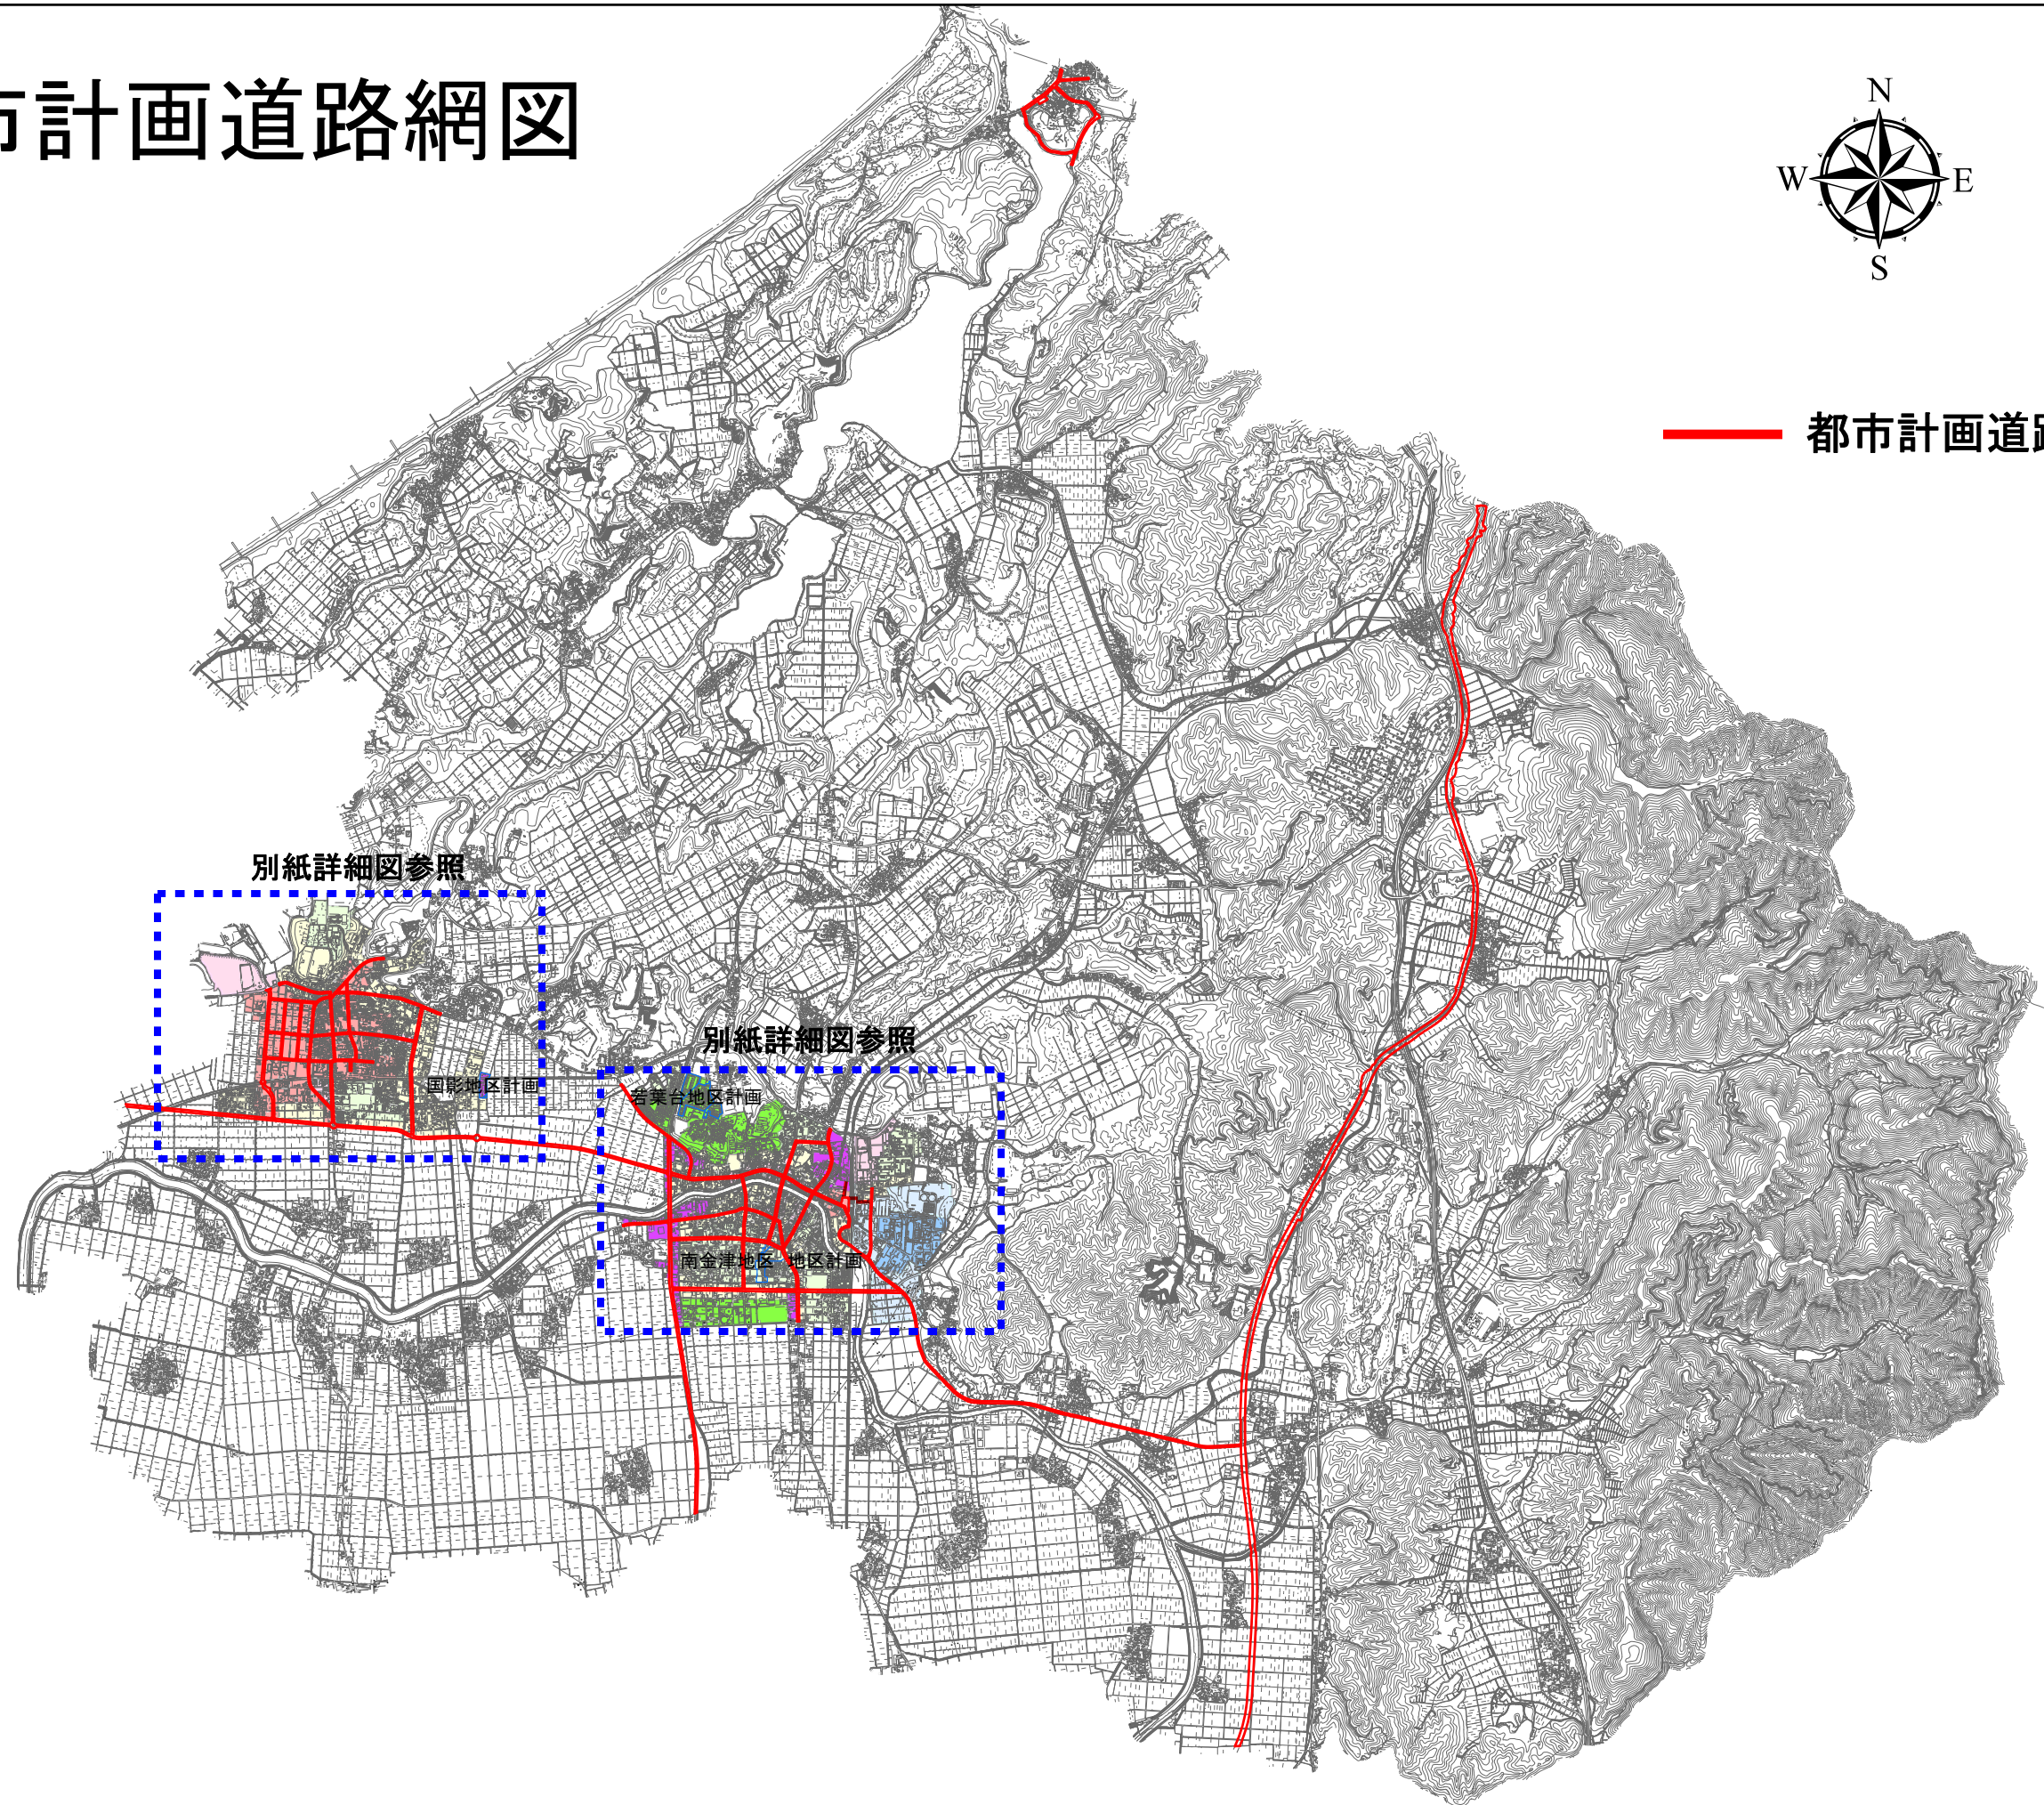 市計画道路網図
N
W
E
S
都市計画道路
別紙詳細図参照
別紙詳細図参照
国影地区計画
若葉台地区計画
南金津地区 地区計画